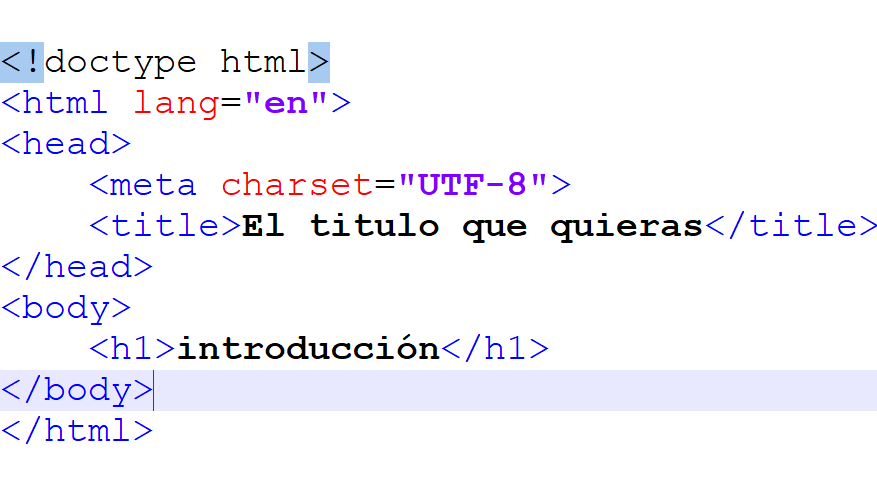 <!doctype html>
<html lang="en">
<head>
    <meta charset="UTF-8">
    <title>El titulo que quieras</title>
</head>
<body>
    <h1>introducción</h1>
</body>
</html>